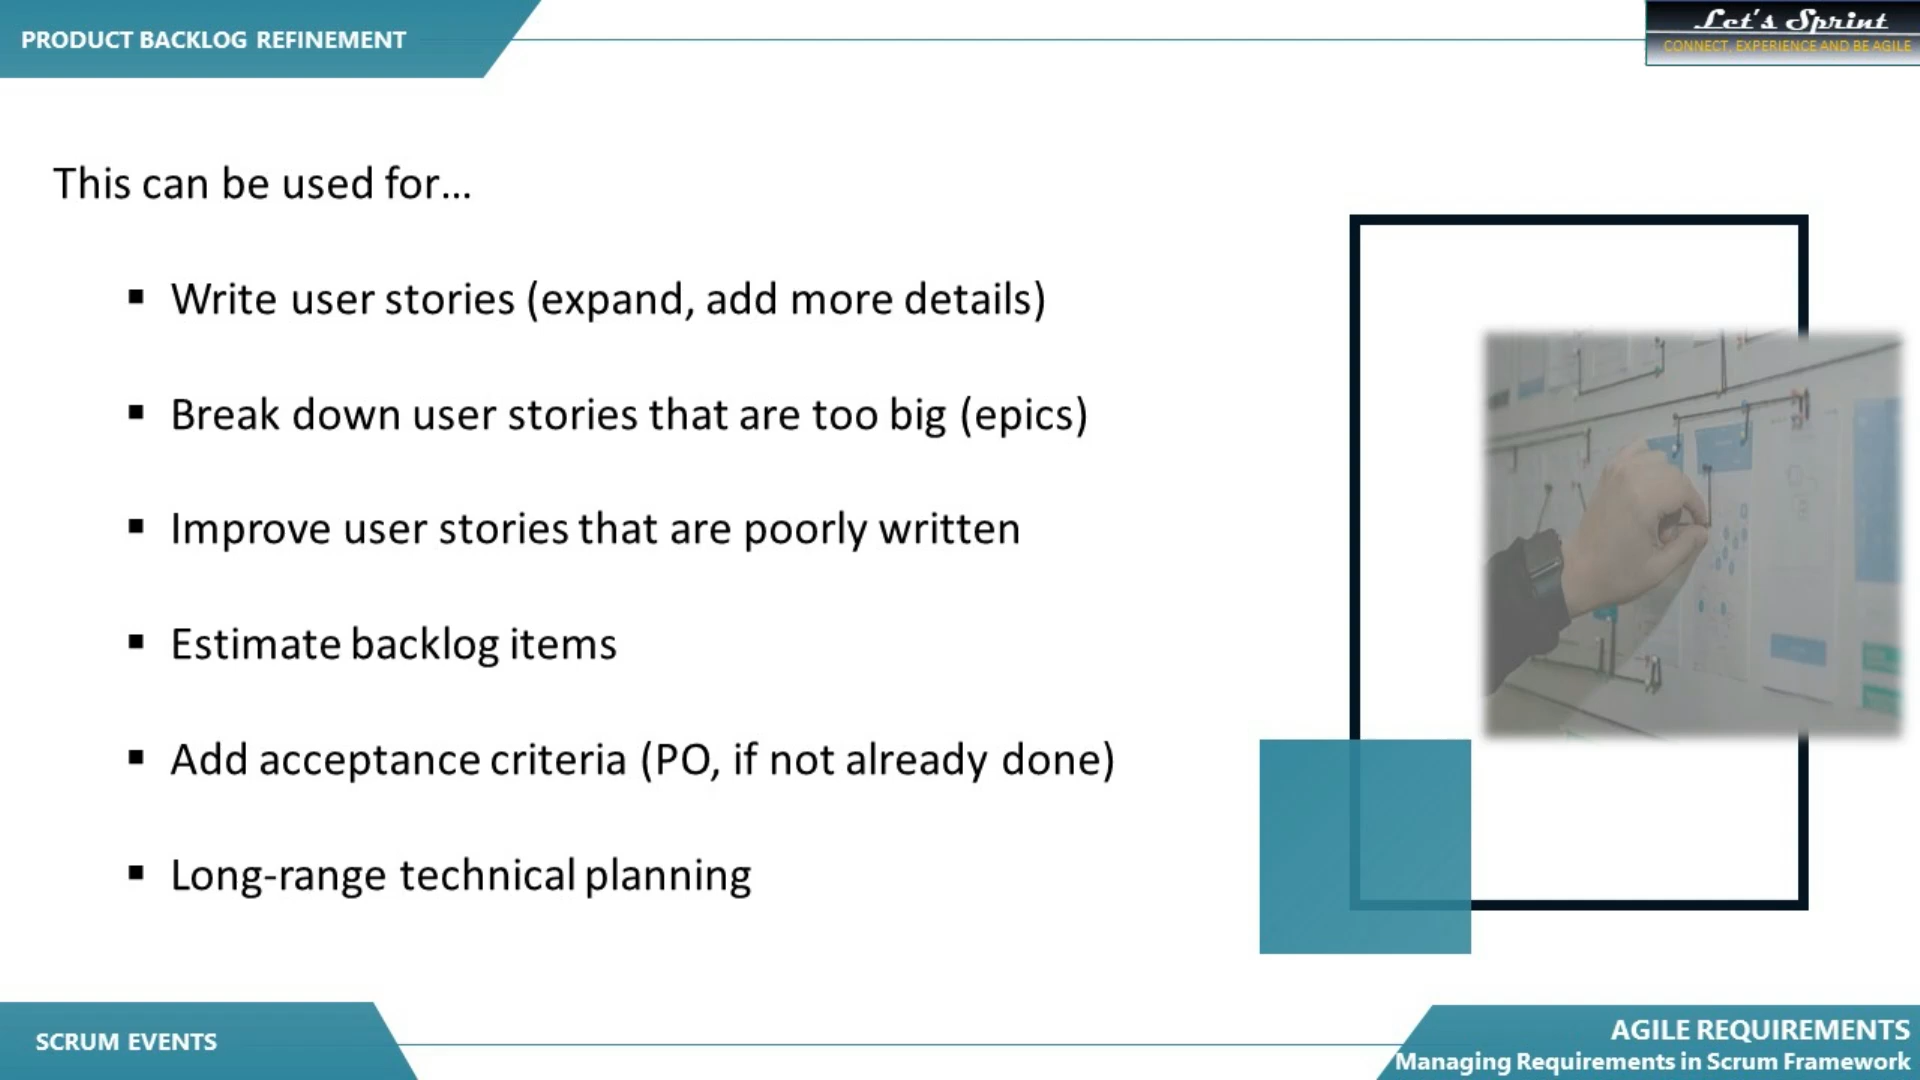 PRODUCT BACKLOG REFINEMENT
Let's Sprint
CONNECT, EXPERIENCE AND BE AGILE
This can be used for...
▪ Write user stories (expand, add more details)
▪ Break down user stories that are too big (epics)
▪ Improve user stories that are poorly written
▪ Estimate backlog items
▪ Add acceptance criteria (PO, if not already done)
▪ Long-range technical planning
SCRUM EVENTS
AGILE REQUIREMENTS
Managing Requirements in Scrum Framework